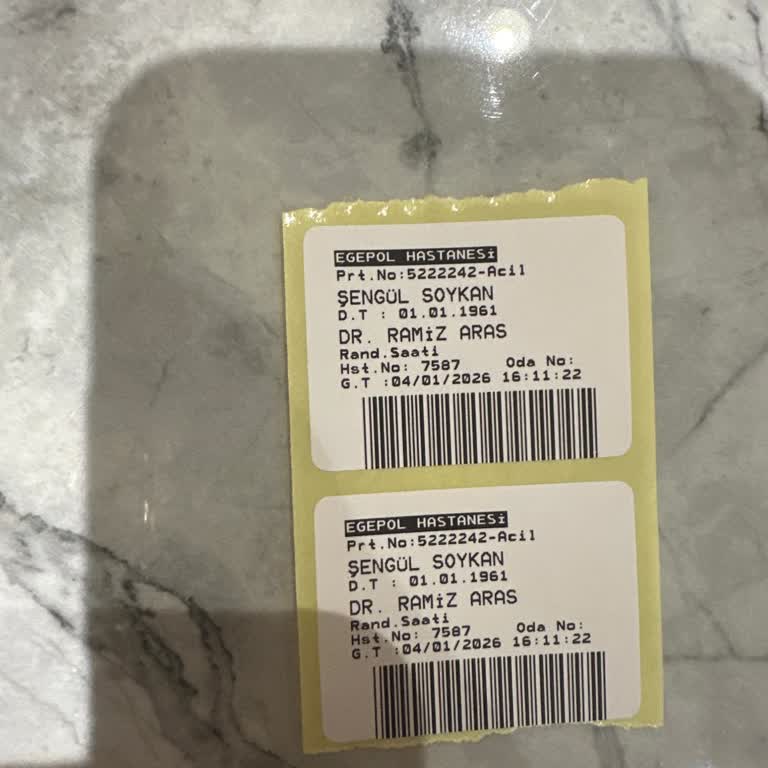 EGEPOL HASTANESİ
Prt.No:5222242-Acil
ŞENGÜL SOYKAN
D.T : 01.01.1961
DR. RAMİZ ARAS
Rand.Saati
Hst.No: 7587 Oda No:
G.T :04/01/2026 16:11:22
EGEPOL HASTANESİ
Prt.No:5222242-Acil
ŞENGÜL SOYKAN
D.T : 01.01.1961
DR. RAMİZ ARAS
Rand.Saati
Hst.No: 7587 Oda No:
G.T :04/01/2026 16:11:22